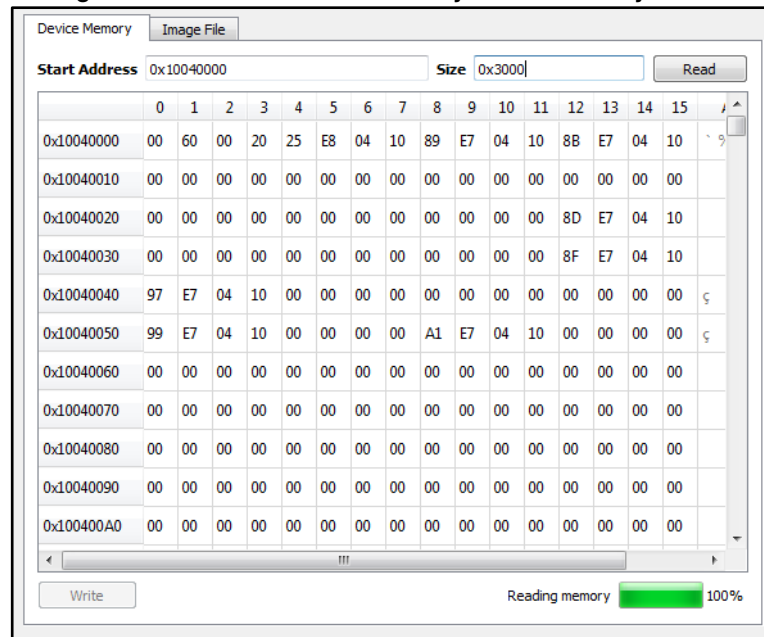 Device Memory Image File
Start Address 0x10040000 Size 0x3000 Read
0 1 2 3 4 5 6 7 8 9 10 11 12 13 14 15
0x10040000 00 60 00 20 25 E8 04 10 89 E7 04 10 8B E7 04 10 ` %
0x10040010 00 00 00 00 00 00 00 00 00 00 00 00 00 00 00 00
0x10040020 00 00 00 00 00 00 00 00 00 00 00 00 8D E7 04 10
0x10040030 00 00 00 00 00 00 00 00 00 00 00 00 8F E7 04 10
0x10040040 97 E7 04 10 00 00 00 00 00 00 00 00 00 00 00 00 ç
0x10040050 99 E7 04 10 00 00 00 00 A1 E7 04 10 00 00 00 00 ç
0x10040060 00 00 00 00 00 00 00 00 00 00 00 00 00 00 00 00
0x10040070 00 00 00 00 00 00 00 00 00 00 00 00 00 00 00 00
0x10040080 00 00 00 00 00 00 00 00 00 00 00 00 00 00 00 00
0x10040090 00 00 00 00 00 00 00 00 00 00 00 00 00 00 00 00
0x100400A0 00 00 00 00 00 00 00 00 00 00 00 00 00 00 00 00
Write Reading memory 100%